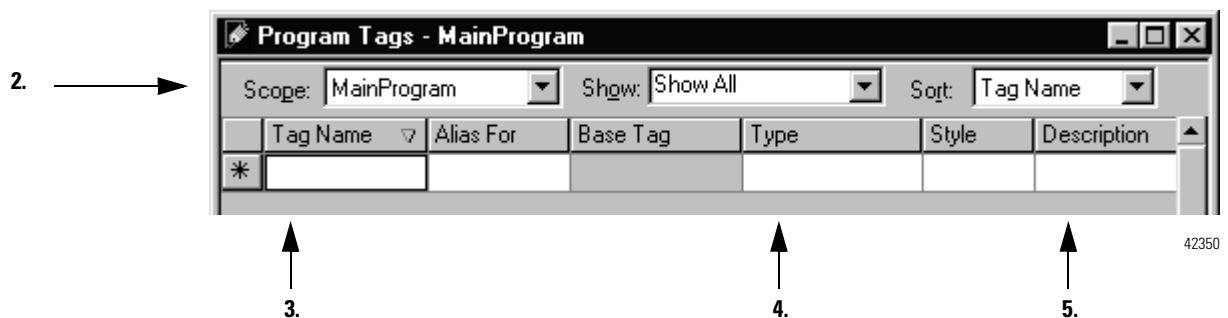 Program Tags - MainProgram
2.
Scope: MainProgram Show: Show All Sort: Tag Name
Tag Name Alias For Base Tag Type Style Description
*
42350
3. 4. 5.